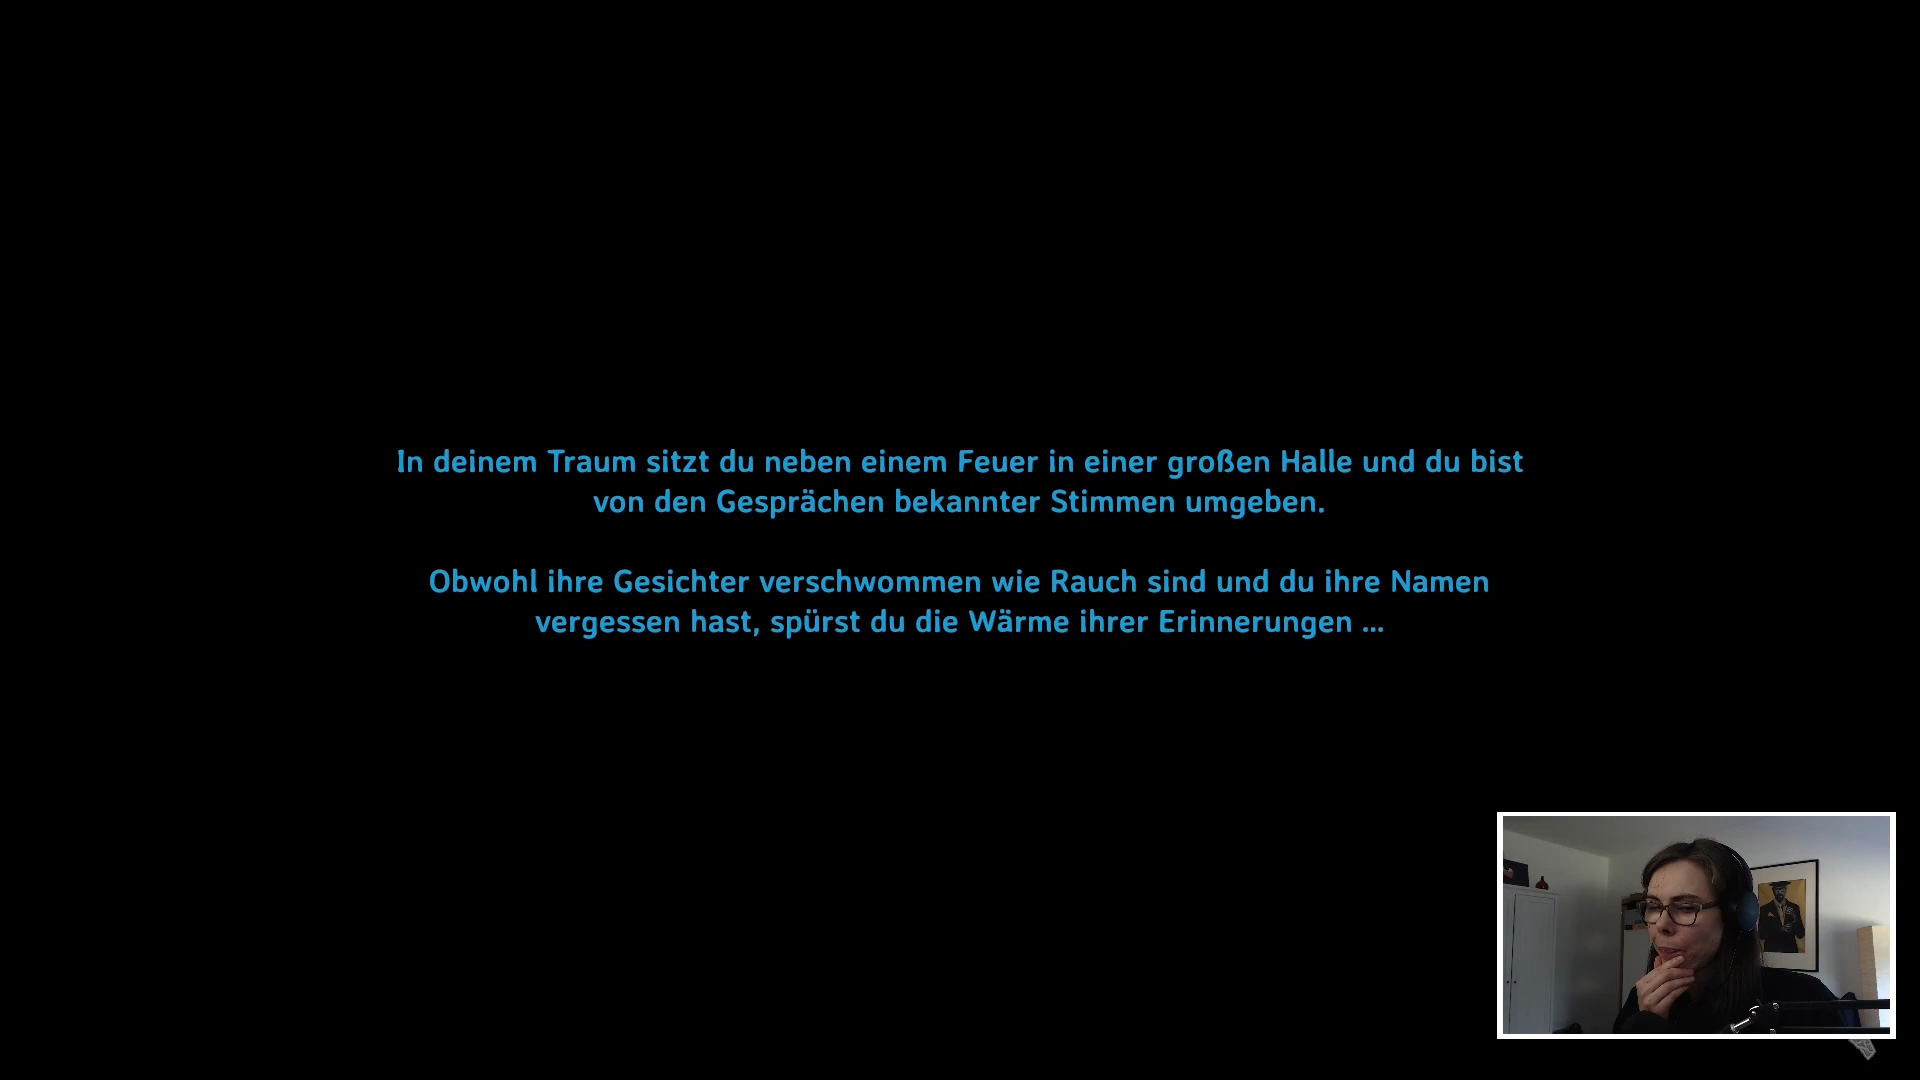 In deinem Traum sitzt du neben einem Feuer in einer großen Halle und du bist
von den Gesprächen bekannter Stimmen umgeben.
Obwohl ihre Gesichter verschwommen wie Rauch sind und du ihre Namen
vergessen hast, spürst du die Wärme ihrer Erinnerungen ...